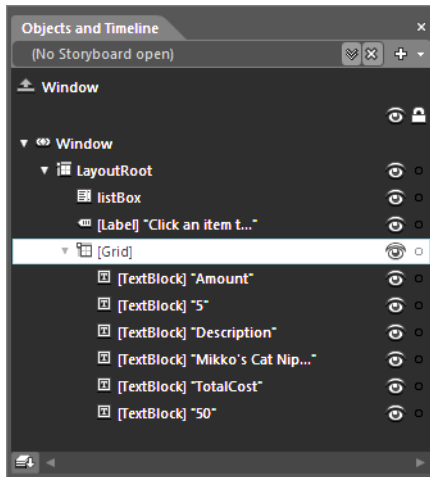 Objects and Timeline
(No Storyboard open)
Window
Window
LayoutRoot
listBox
[Label] "Click an item t..."
[Grid]
[TextBlock] "Amount"
[TextBlock] "5"
[TextBlock] "Description"
[TextBlock] "Mikko's Cat Nip..."
[TextBlock] "TotalCost"
[TextBlock] "50"